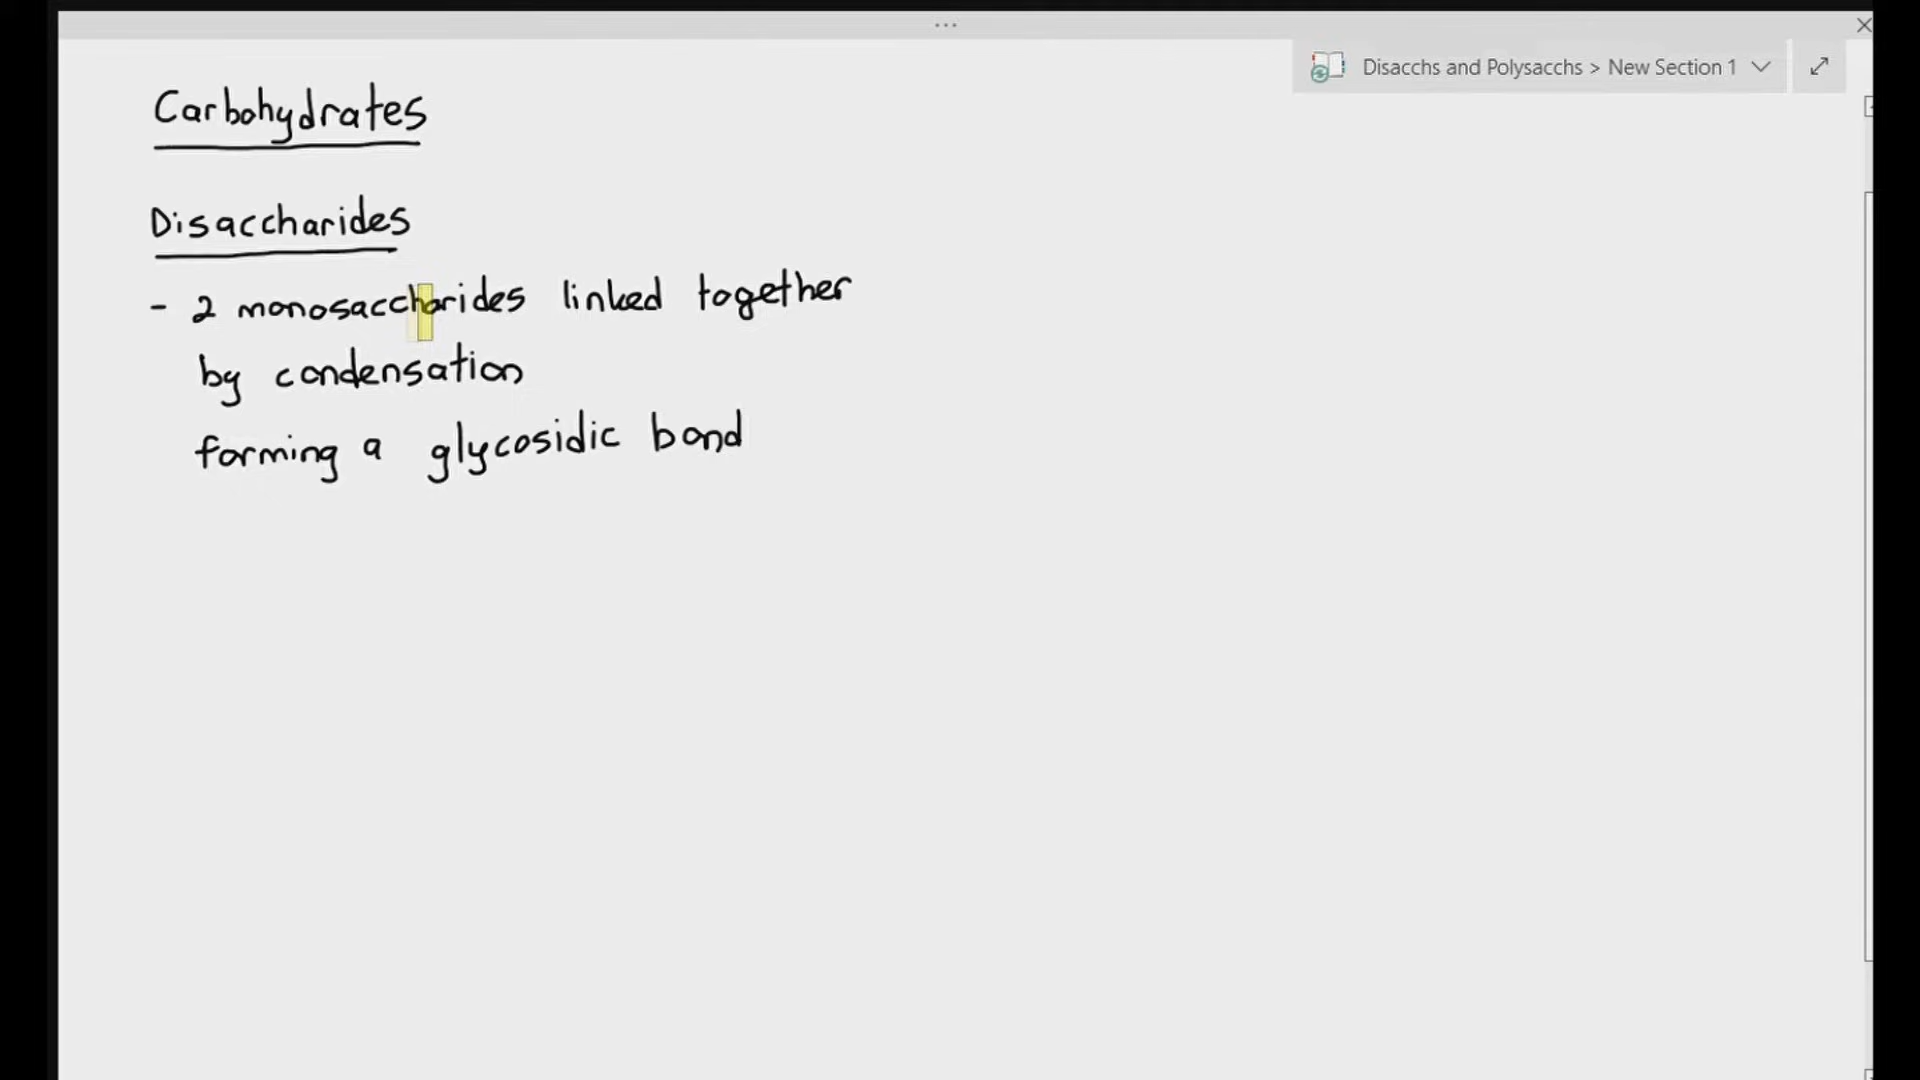 Disacchs and Polysacchs > New Section 1
Carbohydrates
Disaccharides
- 2 monosaccharides linked together
by condensation
forming a glycosidic bond